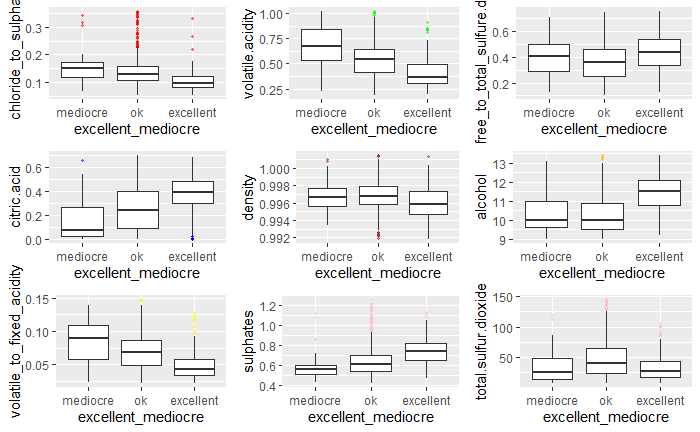 chloride_to_sulpha
0.3
0.2
0.1
mediocre ok excellent
excellent_mediocre
volatile.acidity
1.00
0.75
0.50
0.25
mediocre ok excellent
excellent_mediocre
free_to_total_sulfure.d
0.6
0.4
0.2
mediocre ok excellent
excellent_mediocre
citric.acid
0.6
0.4
0.2
0.0
mediocre ok excellent
excellent_mediocre
density
1.000
0.998
0.996
0.994
0.992
mediocre ok excellent
excellent_mediocre
alcohol
13
12
11
10
9
mediocre ok excellent
excellent_mediocre
volatile_to_fixed_acidity
0.15
0.10
0.05
mediocre ok excellent
excellent_mediocre
sulphates
1.2
1.0
0.8
0.6
0.4
mediocre ok excellent
excellent_mediocre
total.sulfur.dioxide
150
100
50
mediocre ok excellent
excellent_mediocre